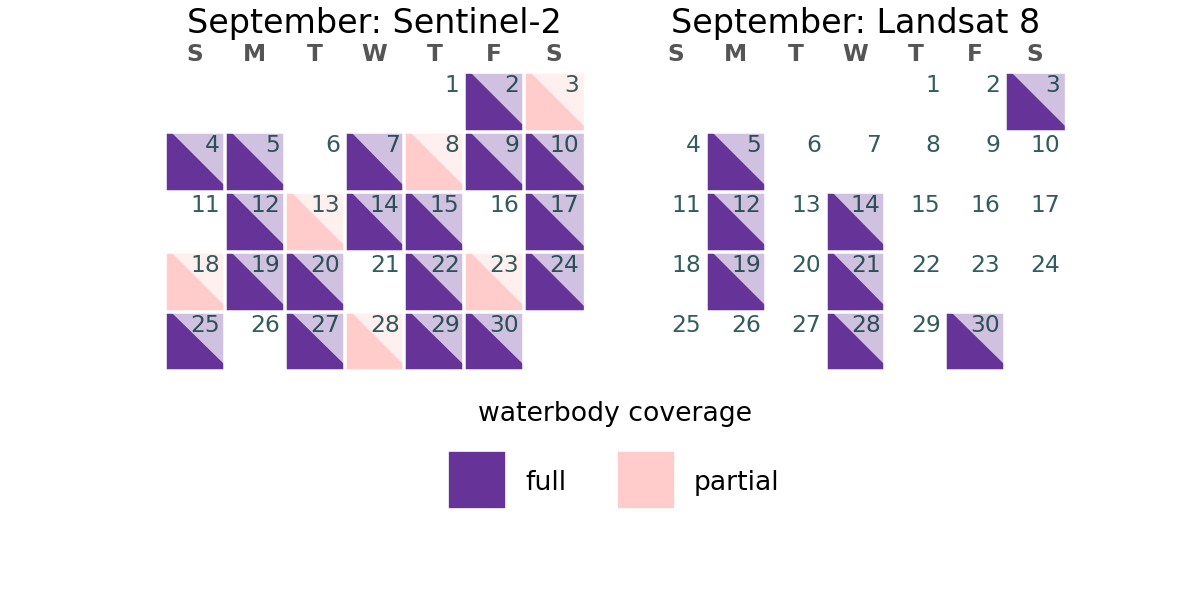 September: Sentinel-2
S M T W T F S
1 2 3
4 5 6 7 8 9 10
11 12 13 14 15 16 17
18 19 20 21 22 23 24
25 26 27 28 29 30
September: Landsat 8
S M T W T F S
1 2 3
4 5 6 7 8 9 10
11 12 13 14 15 16 17
18 19 20 21 22 23 24
25 26 27 28 29 30
waterbody coverage
full partial